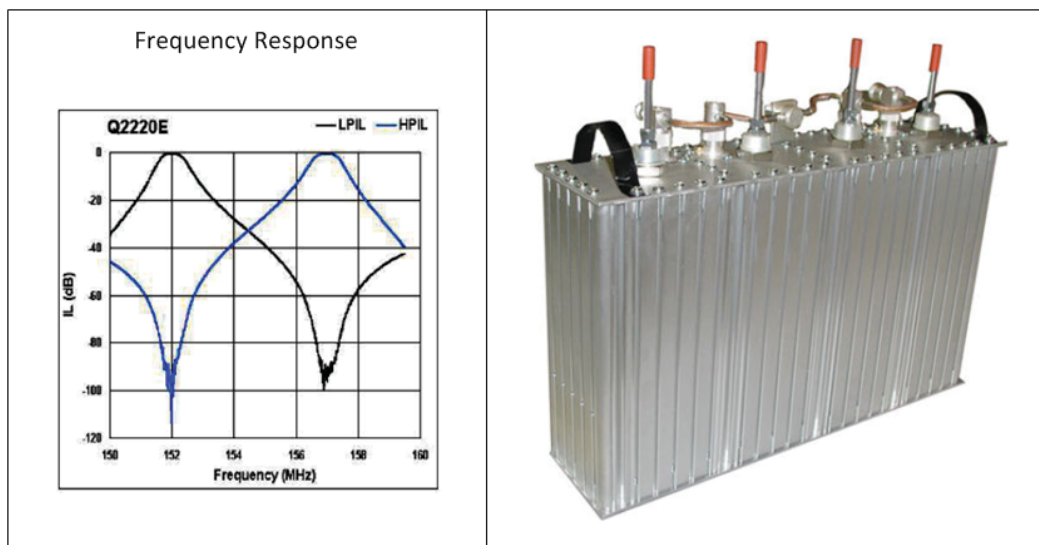 Frequency Response
Q2220E
LPIL HPIL
0
-20
-40
-60
-80
-100
-120
IL (dB)
150 152 154 156 158 160
Frequency (MHz)